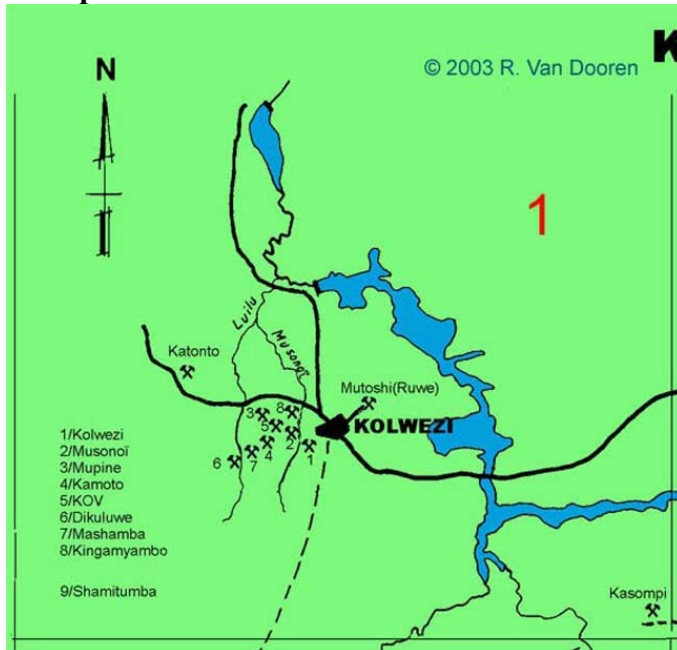 K
© 2003 R. Van Dooren
N
1
Luilu
Musonoï
Katonto
Mutoshi(Ruwe)
KOLWEZI
3
8
5
2
1
4
7
6
1/Kolwezi
2/Musonoï
3/Mupine
4/Kamoto
5/KOV
6/Dikuluwe
7/Mashamba
8/Kingamyambo
9/Shamitumba
Kasompi